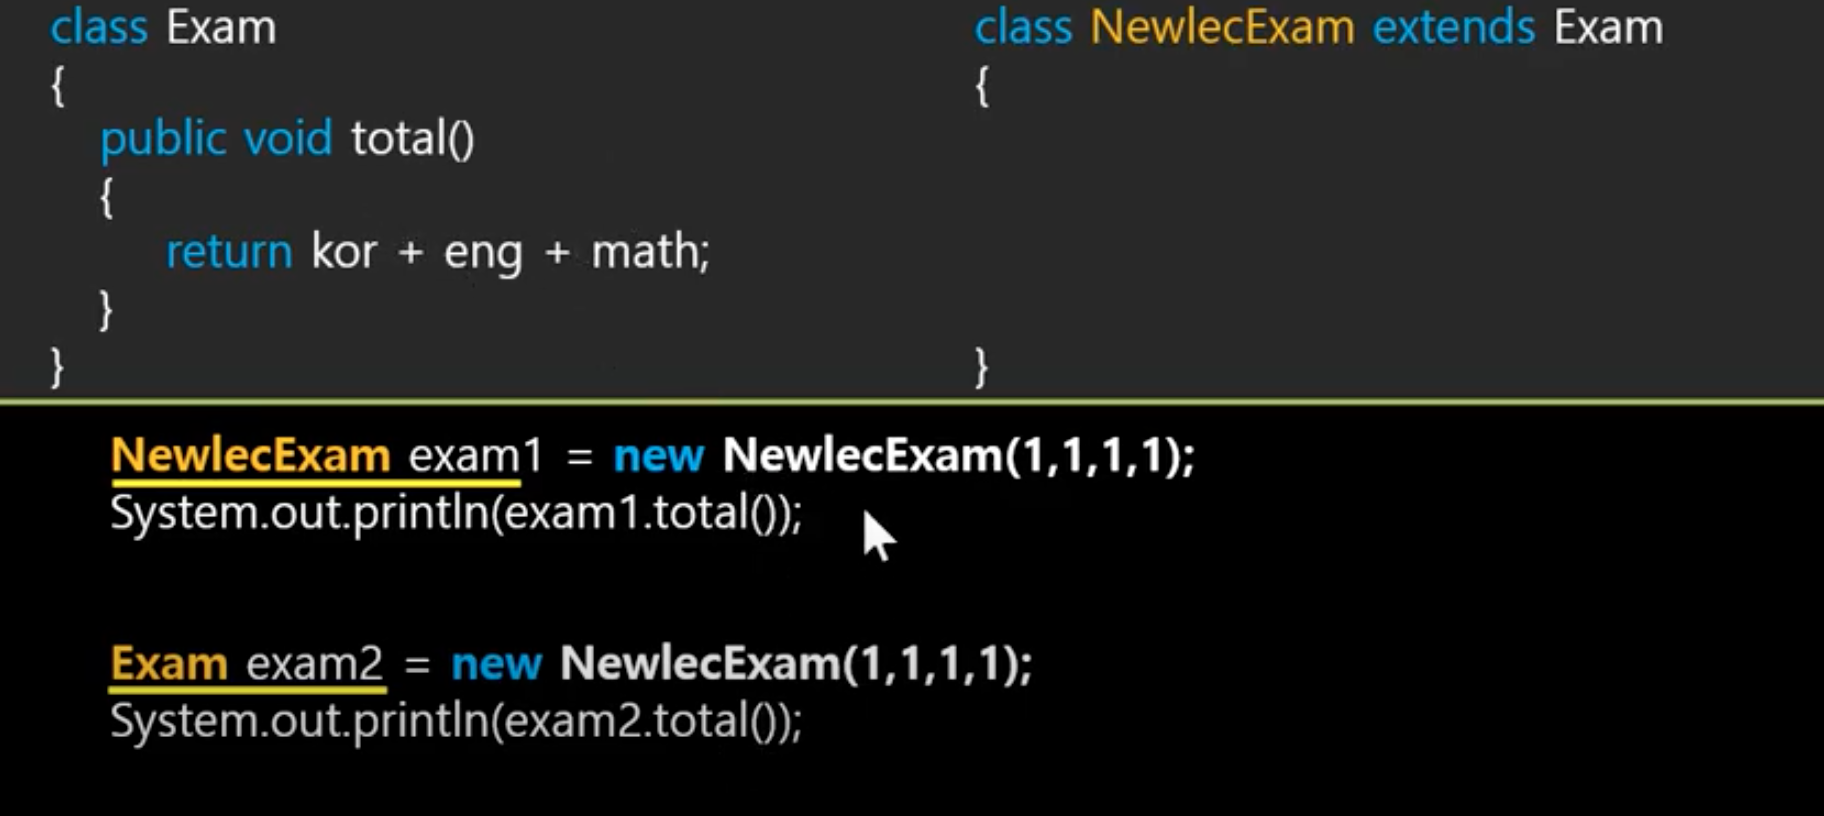 class Exam
{
public void total()
{
return kor + eng + math;
}
}
class NewlecExam extends Exam
{
}
NewlecExam exam1 = new NewlecExam(1,1,1,1);
System.out.println(exam1.total());
Exam exam2 = new NewlecExam(1,1,1,1);
System.out.println(exam2.total());